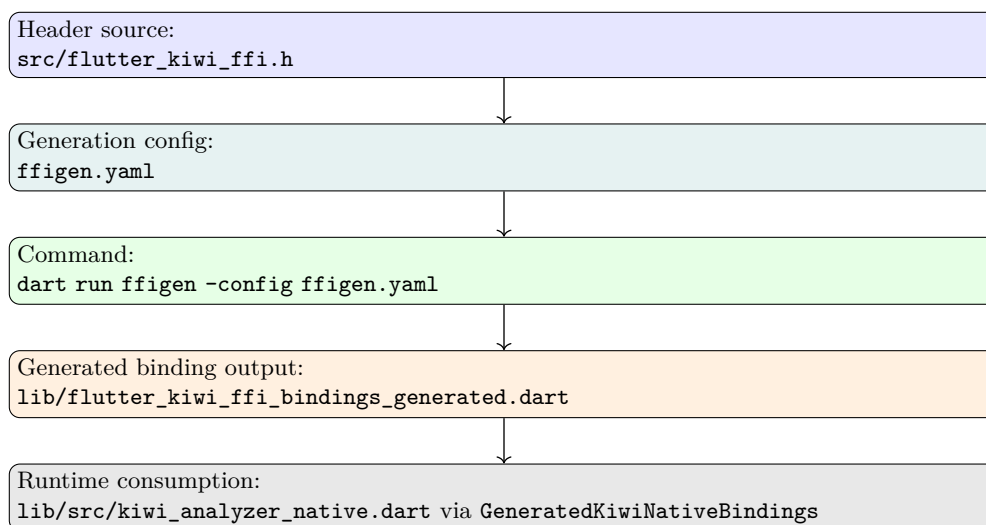 Header source:
src/flutter_kiwi_ffi.h
Generation config:
ffigen.yaml
Command:
dart run ffigen –config ffigen.yaml
Generated binding output:
lib/flutter_kiwi_ffi_bindings_generated.dart
Runtime consumption:
lib/src/kiwi_analyzer_native.dart via GeneratedKiwiNativeBindings